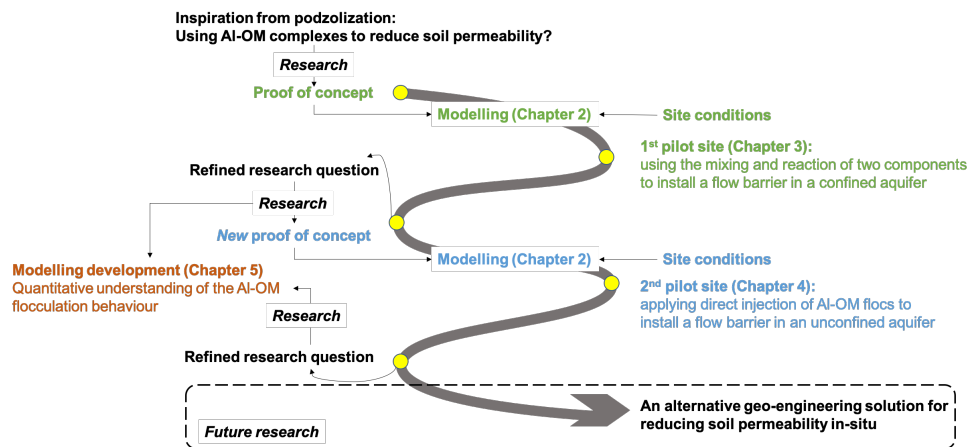 Inspiration from podzolization:
Using Al-OM complexes to reduce soil permeability?
Research
Proof of concept
Modelling (Chapter 2)
Site conditions
1st pilot site (Chapter 3):
using the mixing and reaction of two components
to install a flow barrier in a confined aquifer
Refined research question
Research
New proof of concept
Modelling (Chapter 2)
Site conditions
Modelling development (Chapter 5)
Quantitative understanding of the Al-OM
flocculation behaviour
2nd pilot site (Chapter 4):
applying direct injection of Al-OM flocs to
install a flow barrier in an unconfined aquifer
Research
Refined research question
An alternative geo-engineering solution for
reducing soil permeability in-situ
Future research